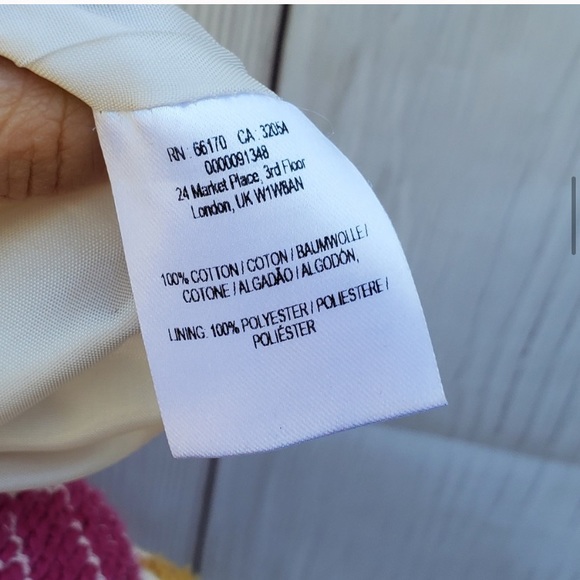 RN: 66170 CA: 32054
0000091348
24 Market Place, 3rd Floor
London, UK W1W8AN
100% COTTON / COTON / BAUMWOLLE /
COTONE / ALGADÃO / ALGODÓN,
LINING: 100% POLYESTER / POLIESTERE /
POLIÉSTER